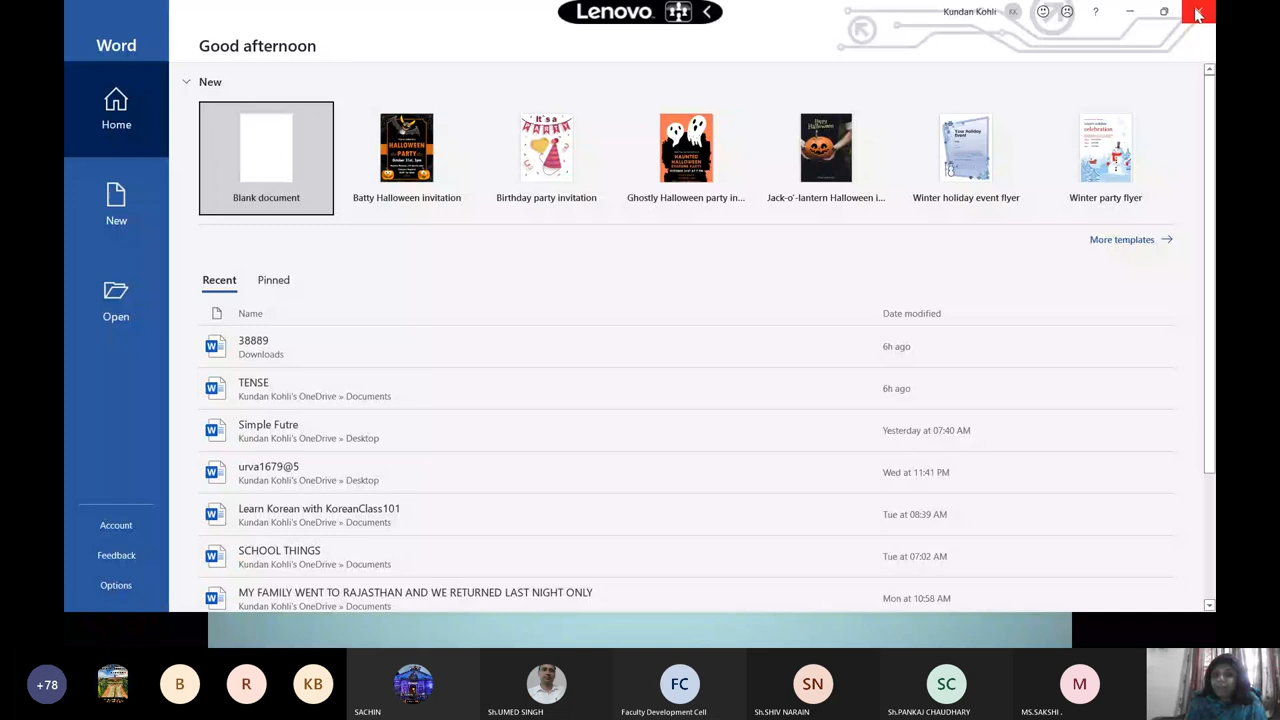 Lenovo
Kundan Kohli KK
?
Word
Good afternoon
Home
New
Open
Account
Feedback
Options
New
Blank document
Batty Halloween invitation
Birthday party invitation
Ghostly Halloween party in...
Jack-o'-lantern Halloween i...
Winter holiday event flyer
Winter party flyer
More templates
Recent Pinned
Name Date modified
38889
Downloads
6h ago
TENSE
Kundan Kohli's OneDrive » Documents
6h ago
Simple Futre
Kundan Kohli's OneDrive » Desktop
Yesterday at 07:40 AM
urva1679@5
Kundan Kohli's OneDrive » Desktop
Wed at 11:41 PM
Learn Korean with KoreanClass101
Kundan Kohli's OneDrive » Documents
Tue at 08:39 AM
SCHOOL THINGS
Kundan Kohli's OneDrive » Documents
Tue at 07:02 AM
MY FAMILY WENT TO RAJASTHAN AND WE RETURNED LAST NIGHT ONLY
Kundan Kohli's OneDrive » Documents
Mon at 10:58 AM
+78
B
R
KB
SACHIN
Sh.UMED SINGH
FC
Faculty Development Cell
SN
Sh.SHIV NARAIN
SC
Sh.PANKAJ CHAUDHARY
M
MS.SAKSHI .